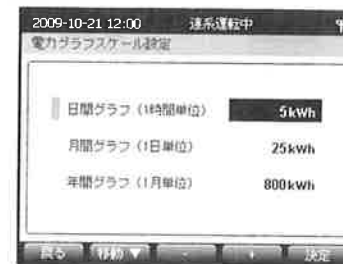 2009-10-21 12:00 連系運転中
電力グラフスケール設定
日間グラフ（1時間単位） 5kWh
月間グラフ（1日単位） 25kWh
年間グラフ（1月単位） 800kWh
戻る 移動▼ - + 決定